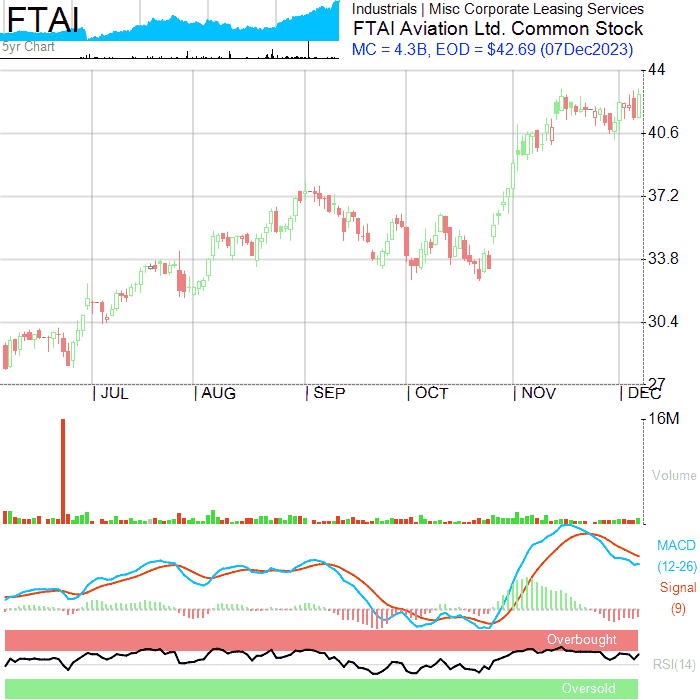 FTAI
5yr Chart
Industrials | Misc Corporate Leasing Services
FTAI Aviation Ltd. Common Stock
MC = 4.3B, EOD = $42.69 (07Dec2023)
44
40.6
37.2
33.8
30.4
27
| JUL | AUG | SEP | OCT | NOV | DEC
16M
Volume
MACD
(12-26)
Signal
(9)
Overbought
RSI(14)
Oversold